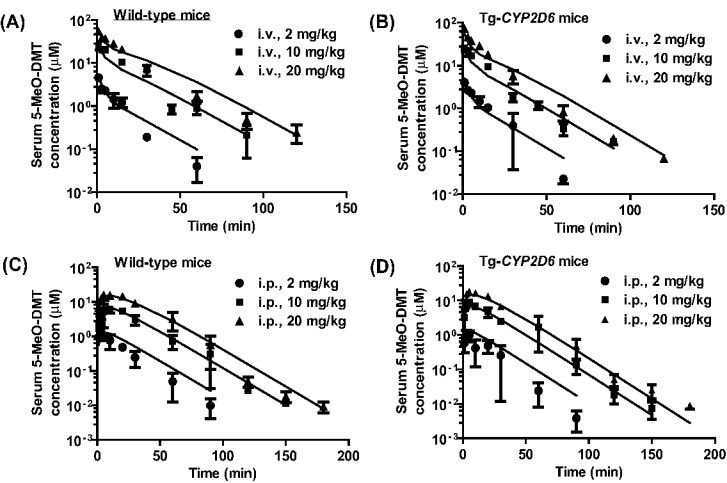 (A)
Wild-type mice
i.v., 2 mg/kg
i.v., 10 mg/kg
i.v., 20 mg/kg
Serum 5-MeO-DMT
concentration (μM)
10²
10¹
10⁰
10⁻¹
10⁻²
0
50
100
150
Time (min)
(B)
Tg-CYP2D6 mice
i.v., 2 mg/kg
i.v., 10 mg/kg
i.v., 20 mg/kg
Serum 5-MeO-DMT
concentration (μM)
10²
10¹
10⁰
10⁻¹
10⁻²
0
50
100
150
Time (min)
(C)
Wild-type mice
i.p., 2 mg/kg
i.p., 10 mg/kg
i.p., 20 mg/kg
Serum 5-MeO-DMT
concentration (μM)
10²
10¹
10⁰
10⁻¹
10⁻²
10⁻³
0
50
100
150
200
Time (min)
(D)
Tg-CYP2D6 mice
i.p., 2 mg/kg
i.p., 10 mg/kg
i.p., 20 mg/kg
Serum 5-MeO-DMT
concentration (μM)
10²
10¹
10⁰
10⁻¹
10⁻²
10⁻³
0
50
100
150
200
Time (min)